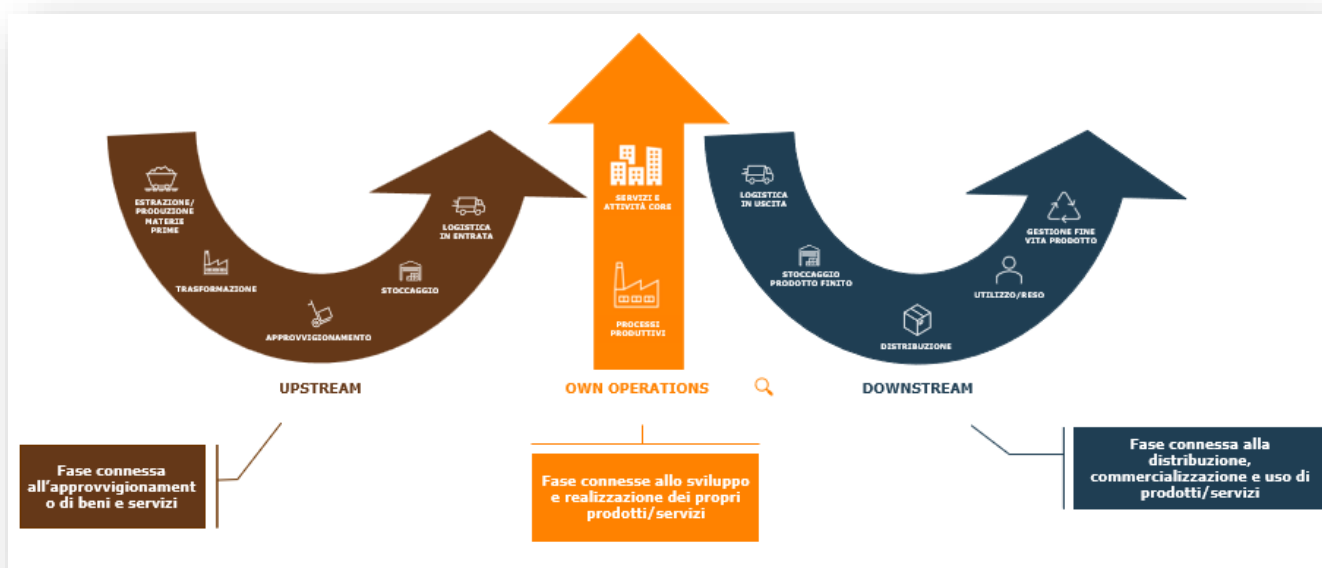 ESTRAZIONE/
PRODUZIONE
MATERIE
PRIME
TRASFORMAZIONE
APPROVVIGIONAMENTO
STOCCAGGIO
LOGISTICA
IN ENTRATA
UPSTREAM
Fase connessa
all'approvvigionament
o di beni e servizi
SERVIZI E
ATTIVITÀ CORE
PROCESSI
PRODUTTIVI
OWN OPERATIONS
Fase connesse allo sviluppo
e realizzazione dei propri
prodotti/servizi
LOGISTICA
IN USCITA
STOCCAGGIO
PRODOTTO FINITO
DISTRIBUZIONE
UTILIZZO/RESO
GESTIONE FINE
VITA PRODOTTO
DOWNSTREAM
Fase connessa alla
distribuzione,
commercializzazione e uso di
prodotti/servizi